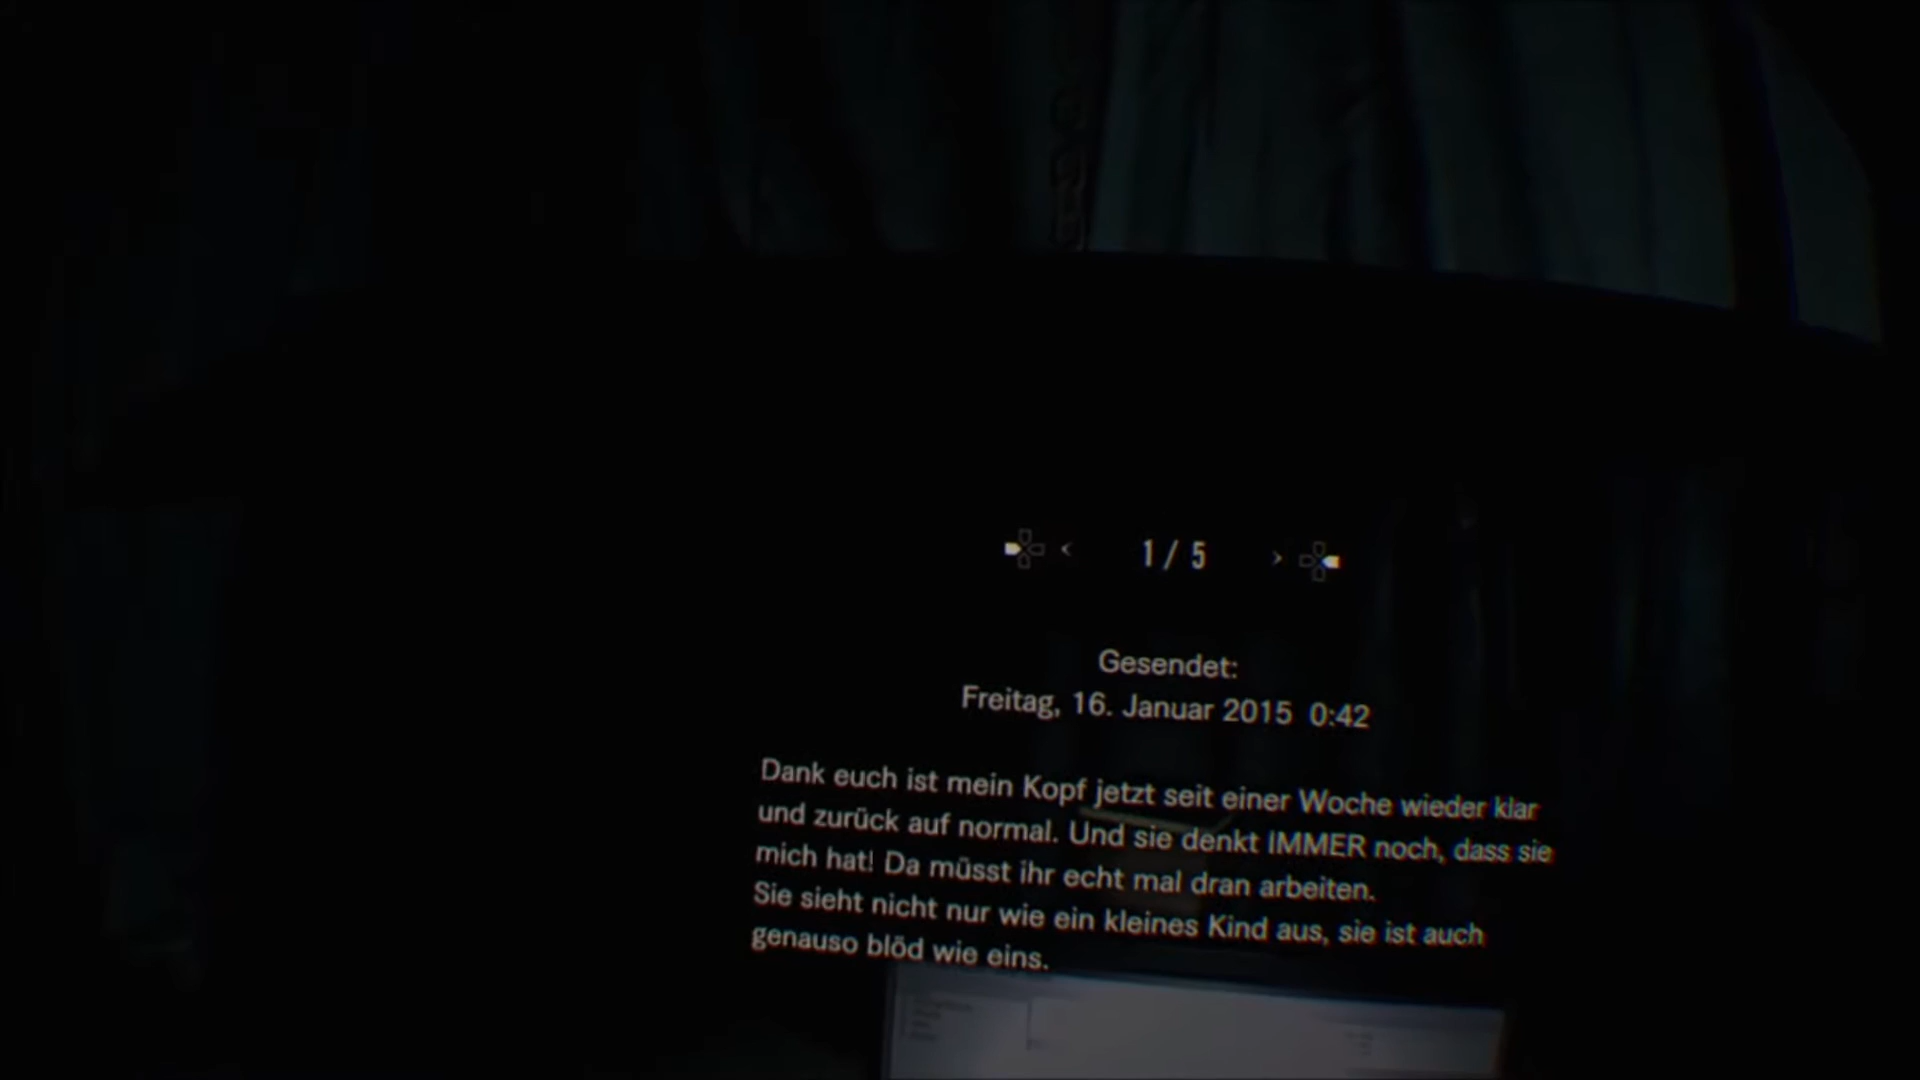 < 1 / 5 >
Gesendet:
Freitag, 16. Januar 2015 0:42
Dank euch ist mein Kopf jetzt seit einer Woche wieder klar
und zurück auf normal. Und sie denkt IMMER noch, dass sie
mich hat! Da müsst ihr echt mal dran arbeiten.
Sie sieht nicht nur wie ein kleines Kind aus, sie ist auch
genauso blöd wie eins.